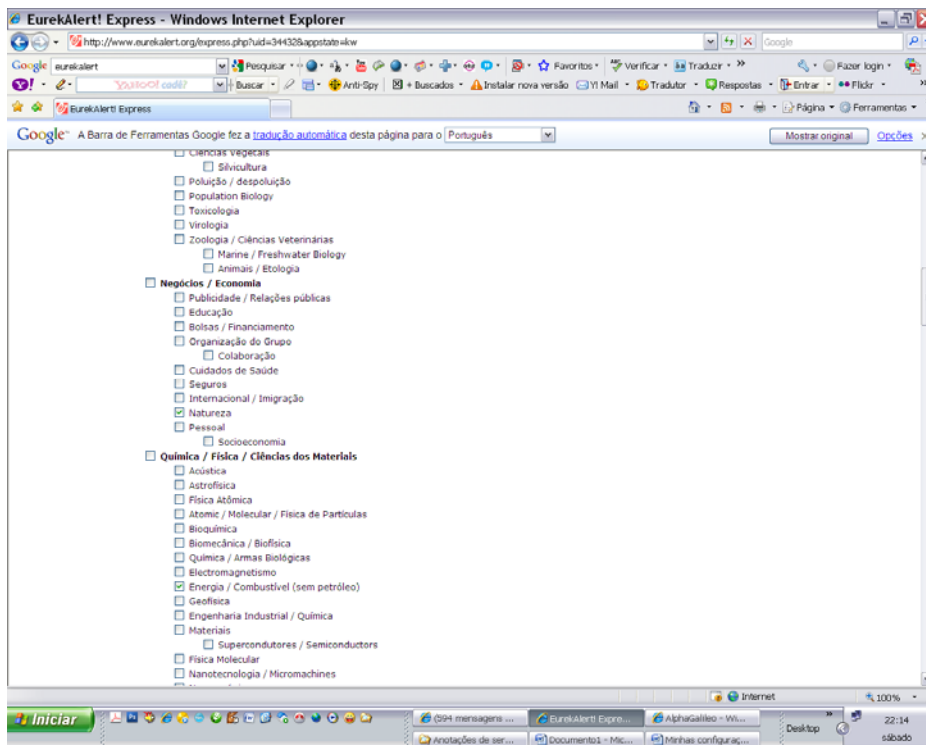 EurekAlert! Express - Windows Internet Explorer
http://www.eurekalert.org/express.php?uid=34432&appstate=kw
Google
Google eurekalert Pesquisar Favoritos Verificar Traduzir Fazer login
Y! Buscar Anti-Spy + Buscados Instalar nova versão Y! Mail Tradutor Respostas Entrar Flickr
EurekAlert! Express Página Ferramentas
Google A Barra de Ferramentas Google fez a tradução automática desta página para o Português Mostrar original Opções
Ciências Vegetais
Silvicultura
Poluição / despoluição
Population Biology
Toxicologia
Virologia
Zoologia / Ciências Veterinárias
Marine / Freshwater Biology
Animais / Etologia
Negócios / Economia
Publicidade / Relações públicas
Educação
Bolsas / Financiamento
Organização do Grupo
Colaboração
Cuidados de Saúde
Seguros
Internacional / Imigração
Natureza
Pessoal
Socioeconomia
Química / Física / Ciências dos Materiais
Acústica
Astrofísica
Física Atômica
Atomic / Molecular / Física de Partículas
Bioquímica
Biomecânica / Biofísica
Química / Armas Biológicas
Electromagnetismo
Energia / Combustível (sem petróleo)
Geofísica
Engenharia Industrial / Química
Materiais
Supercondutores / Semiconductors
Física Molecular
Nanotecnologia / Micromachines
Internet 100%
Iniciar (594 mensagens ... EurekAlert! Expre... AlphaGalileo - Wi... Desktop 22:14
Anotações de ser... Documento1 - Mic... Minhas configuraç... sábado